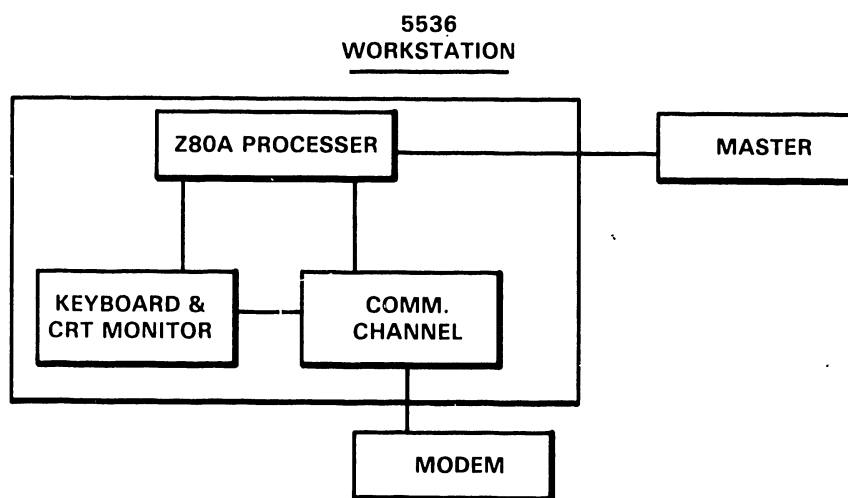 5536
WORKSTATION
Z80A PROCESSER
MASTER
KEYBOARD &
CRT MONITOR
COMM.
CHANNEL
MODEM